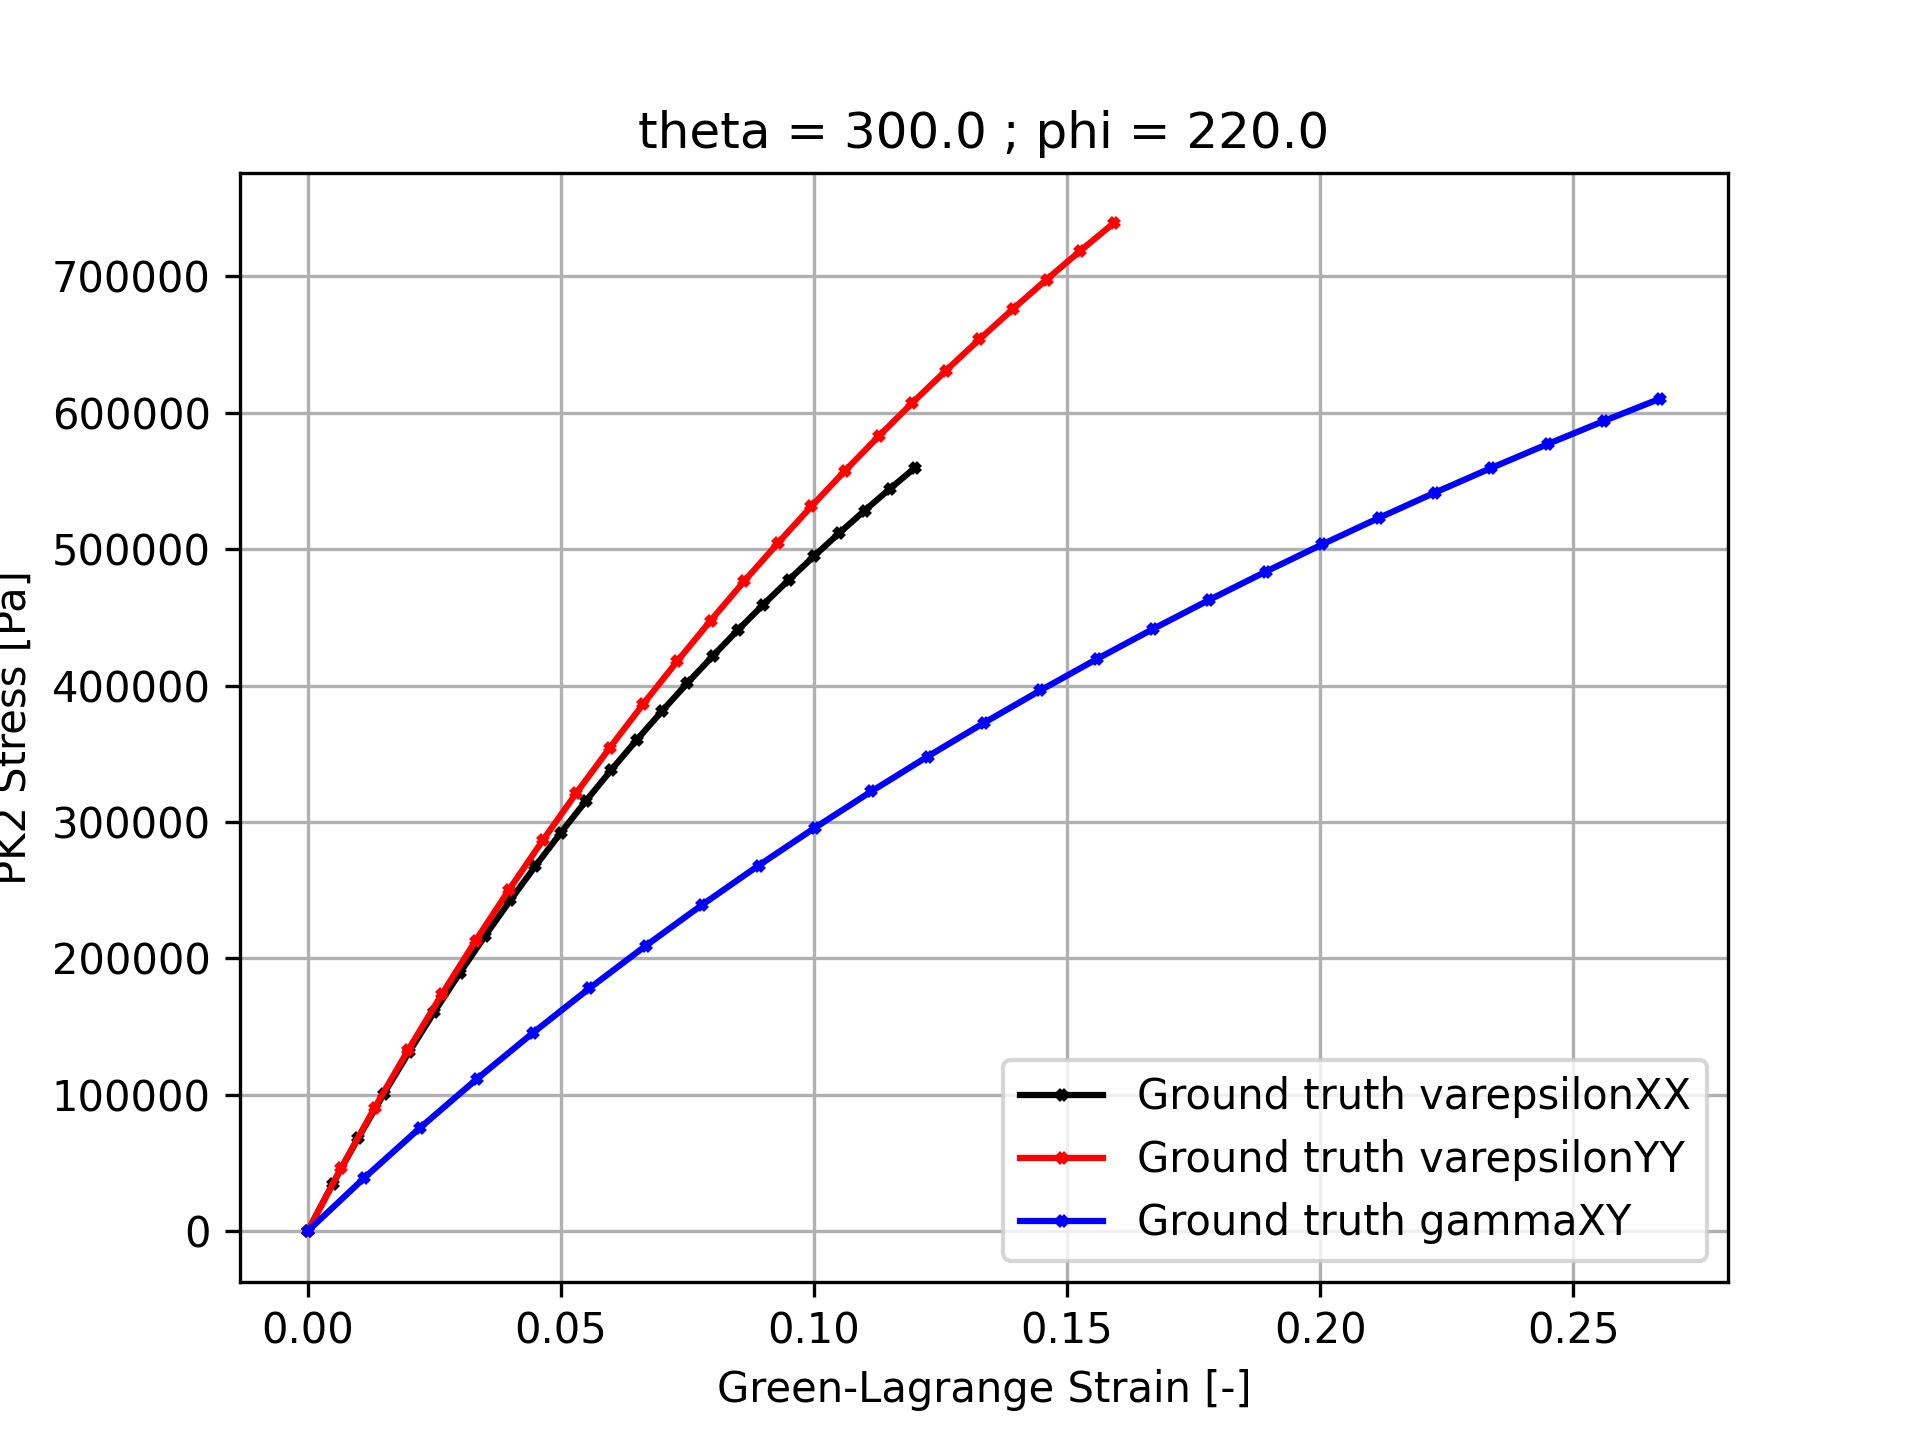 theta = 300.0 ; phi = 220.0
PK2 Stress [Pa]
700000
600000
500000
400000
300000
200000
100000
0
0.00 0.05 0.10 0.15 0.20 0.25
Green-Lagrange Strain [-]
Ground truth varepsilonXX
Ground truth varepsilonYY
Ground truth gammaXY